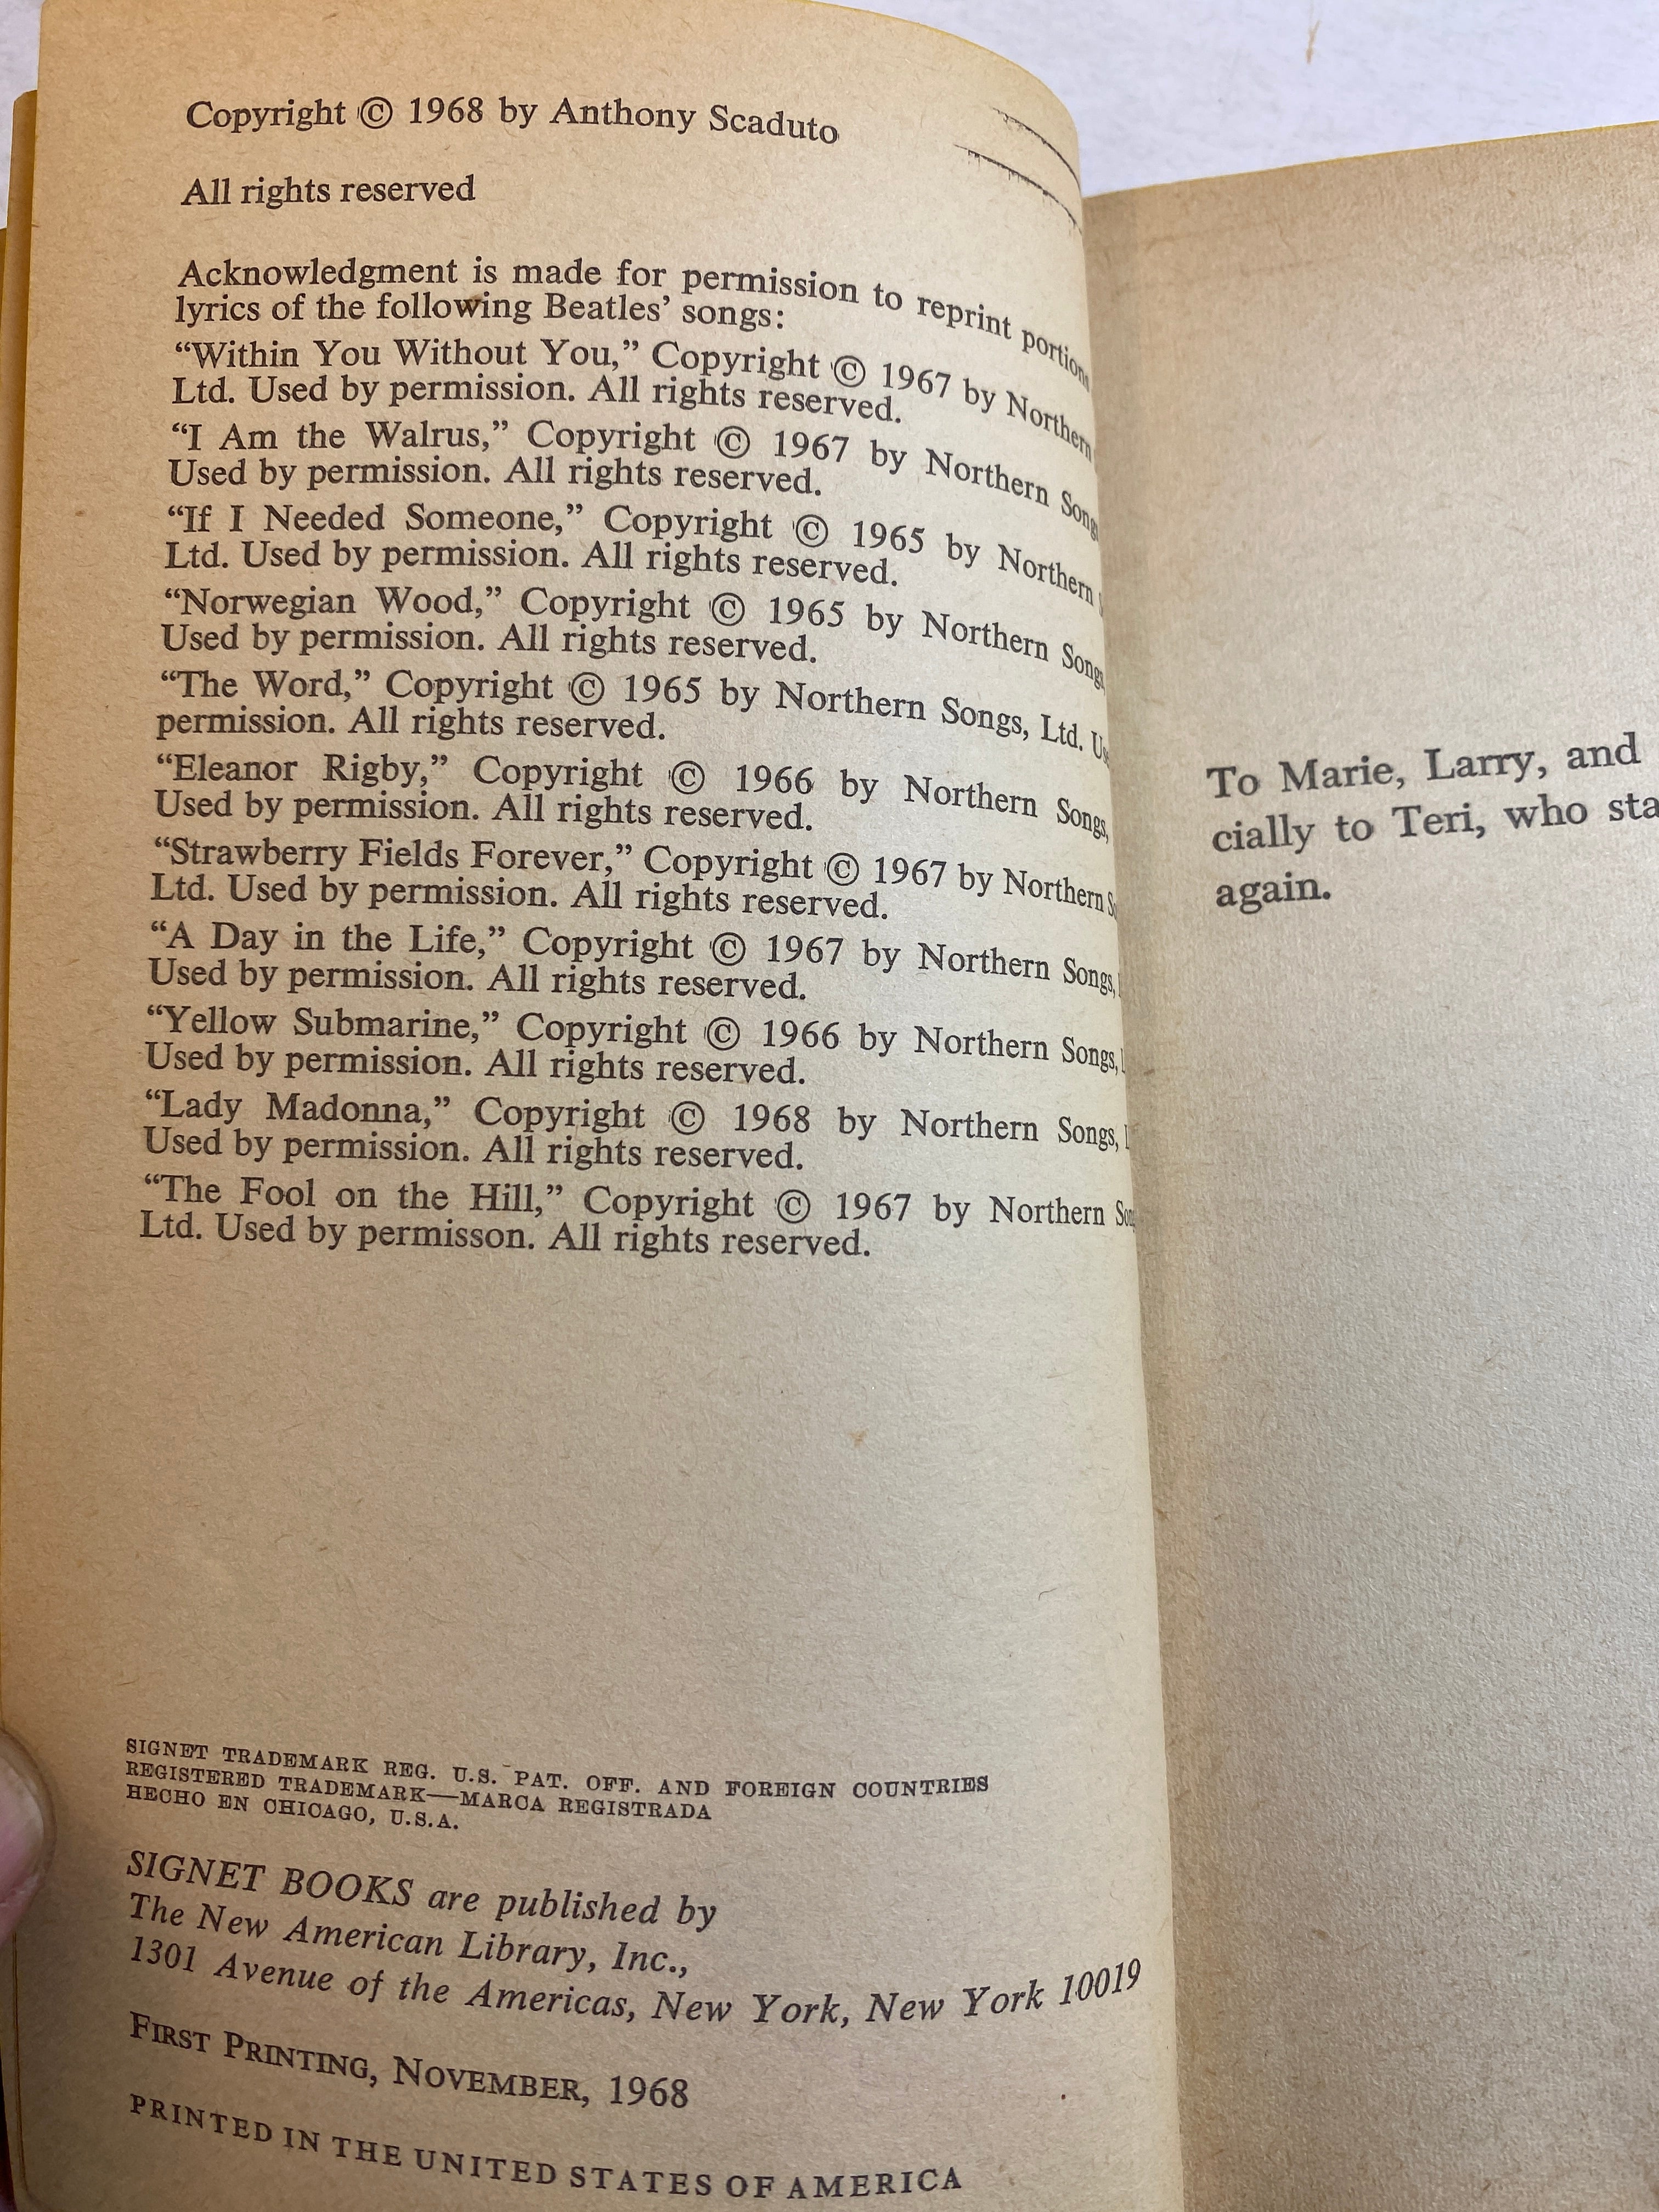 Copyright © 1968 by Anthony Scaduto
All rights reserved
Acknowledgment is made for permission to reprint portions
lyrics of the following Beatles’ songs:
“Within You Without You,” Copyright © 1967 by Northern
Ltd. Used by permission. All rights reserved.
“I Am the Walrus,” Copyright © 1967 by Northern Songs
Used by permission. All rights reserved.
“If I Needed Someone,” Copyright © 1965 by Northern
Ltd. Used by permission. All rights reserved.
“Norwegian Wood,” Copyright © 1965 by Northern Songs
Used by permission. All rights reserved.
“The Word,” Copyright © 1965 by Northern Songs, Ltd.
permission. All rights reserved.
“Eleanor Rigby,” Copyright © 1966 by Northern Songs,
Used by permission. All rights reserved.
“Strawberry Fields Forever,” Copyright © 1967 by Northern
Ltd. Used by permission. All rights reserved.
“A Day in the Life,” Copyright © 1967 by Northern Songs,
Used by permission. All rights reserved.
“Yellow Submarine,” Copyright © 1966 by Northern Songs,
Used by permission. All rights reserved.
“Lady Madonna,” Copyright © 1968 by Northern Songs,
Used by permission. All rights reserved.
“The Fool on the Hill,” Copyright © 1967 by Northern
Ltd. Used by permisson. All rights reserved.
SIGNET TRADEMARK REG. U.S. PAT. OFF. AND FOREIGN COUNTRIES
REGISTERED TRADEMARK—MARCA REGISTRADA
HECHO EN CHICAGO, U.S.A.
SIGNET BOOKS are published by
The New American Library, Inc.,
1301 Avenue of the Americas, New York, New York 10019
FIRST PRINTING, NOVEMBER, 1968
PRINTED IN THE UNITED STATES OF AMERICA
To Marie, Larry, and
cially to Teri, who sta
again.